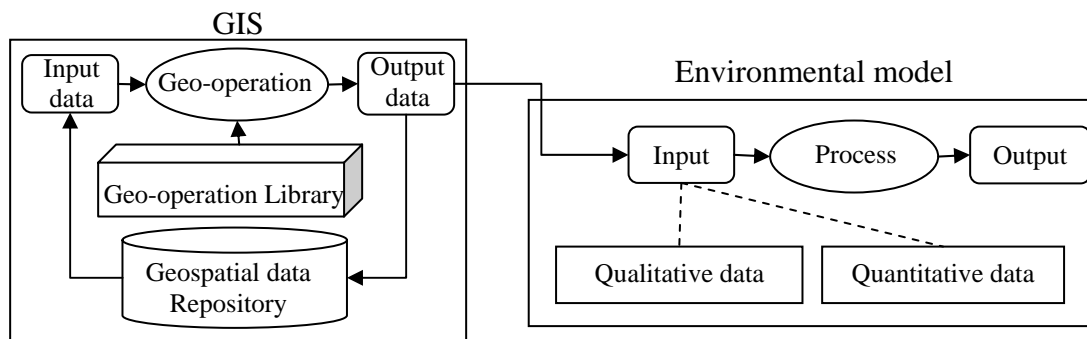 GIS
Input
data
Geo-operation
Output
data
Geo-operation Library
Geospatial data
Repository
Environmental model
Input
Process
Output
Qualitative data
Quantitative data